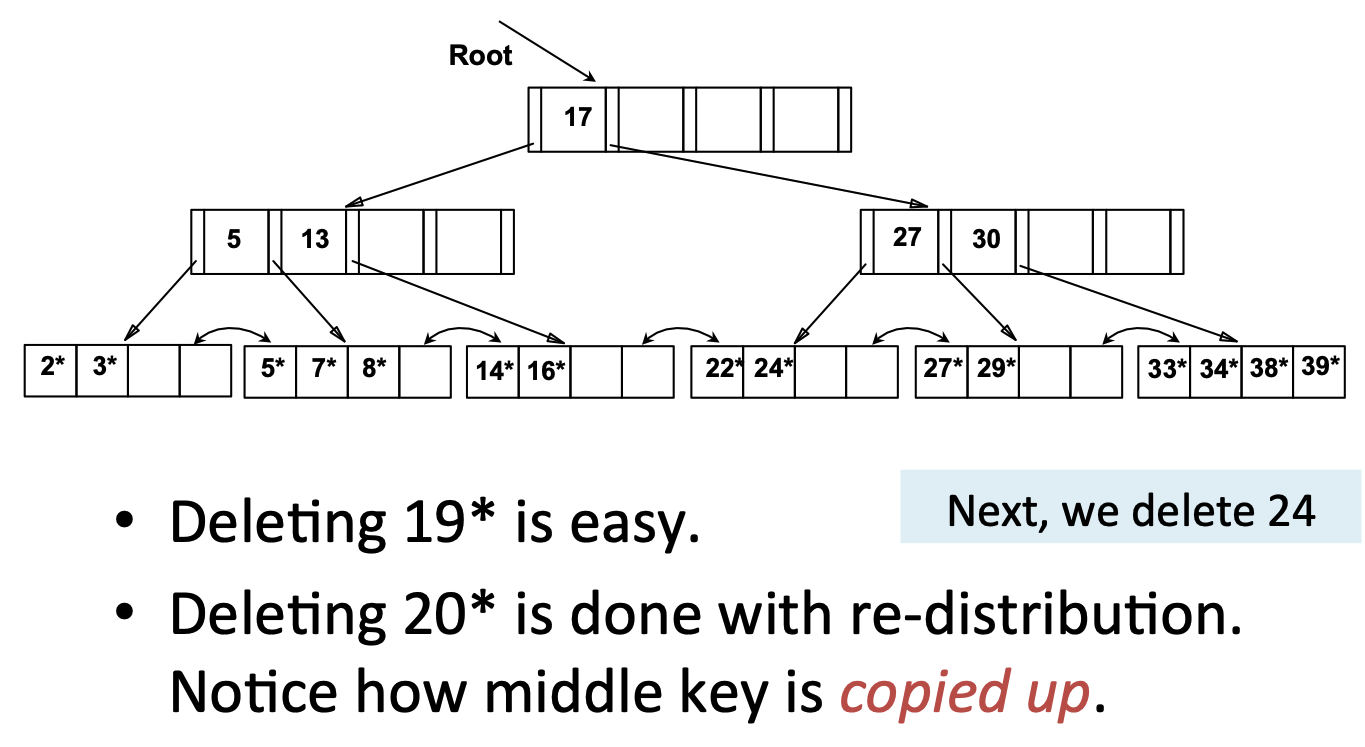 Root
17
5 13
27 30
2* 3*
5* 7* 8*
14* 16*
22* 24*
27* 29*
33* 34* 38* 39*
• Deleting 19* is easy.
Next, we delete 24
• Deleting 20* is done with re-distribution.
Notice how middle key is copied up.